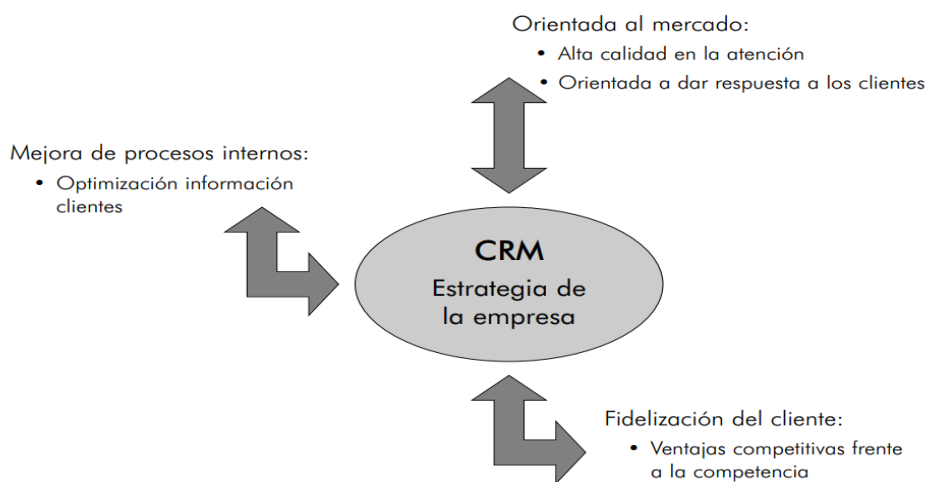 Orientada al mercado:
• Alta calidad en la atención
• Orientada a dar respuesta a los clientes
Mejora de procesos internos:
• Optimización información
clientes
CRM
Estrategia de
la empresa
Fidelización del cliente:
• Ventajas competitivas frente
a la competencia